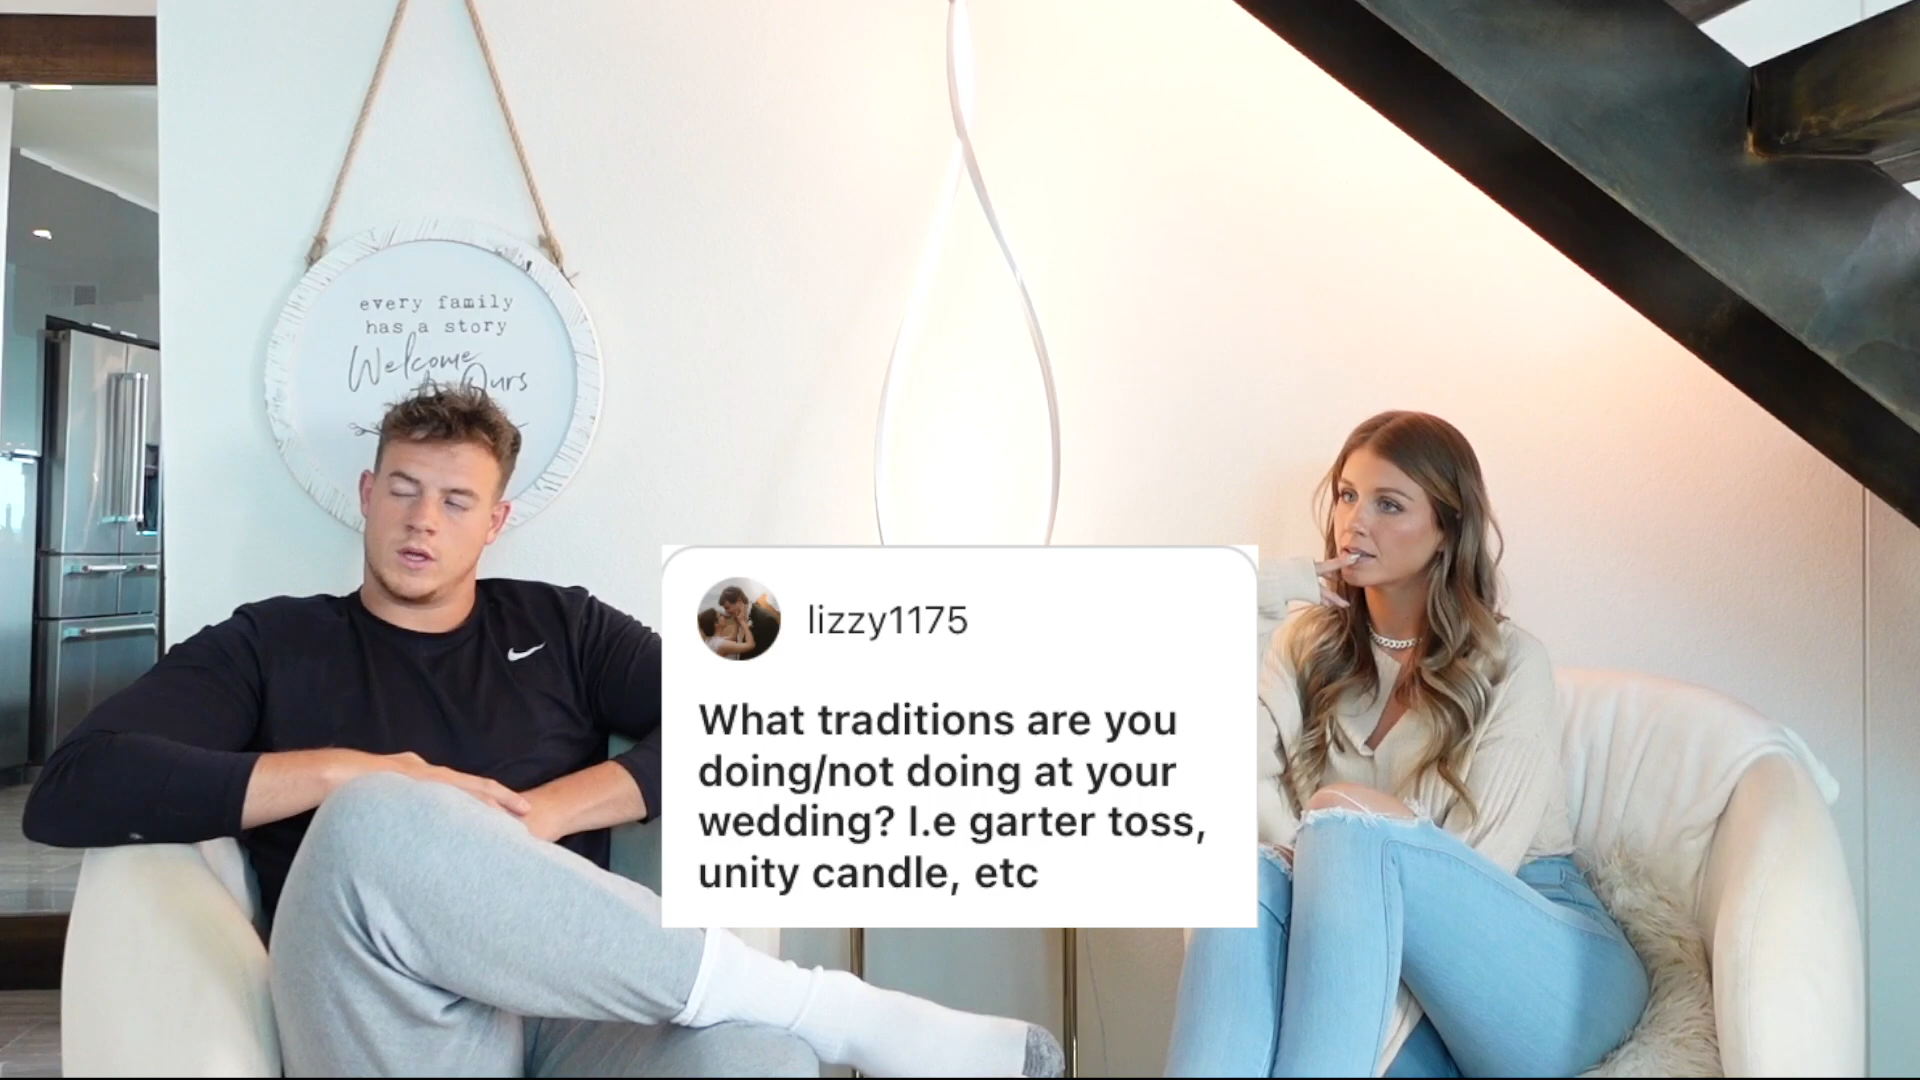 every family
has a story
Welcome
to Ours
lizzy1175
What traditions are you
doing/not doing at your
wedding? I.e garter toss,
unity candle, etc